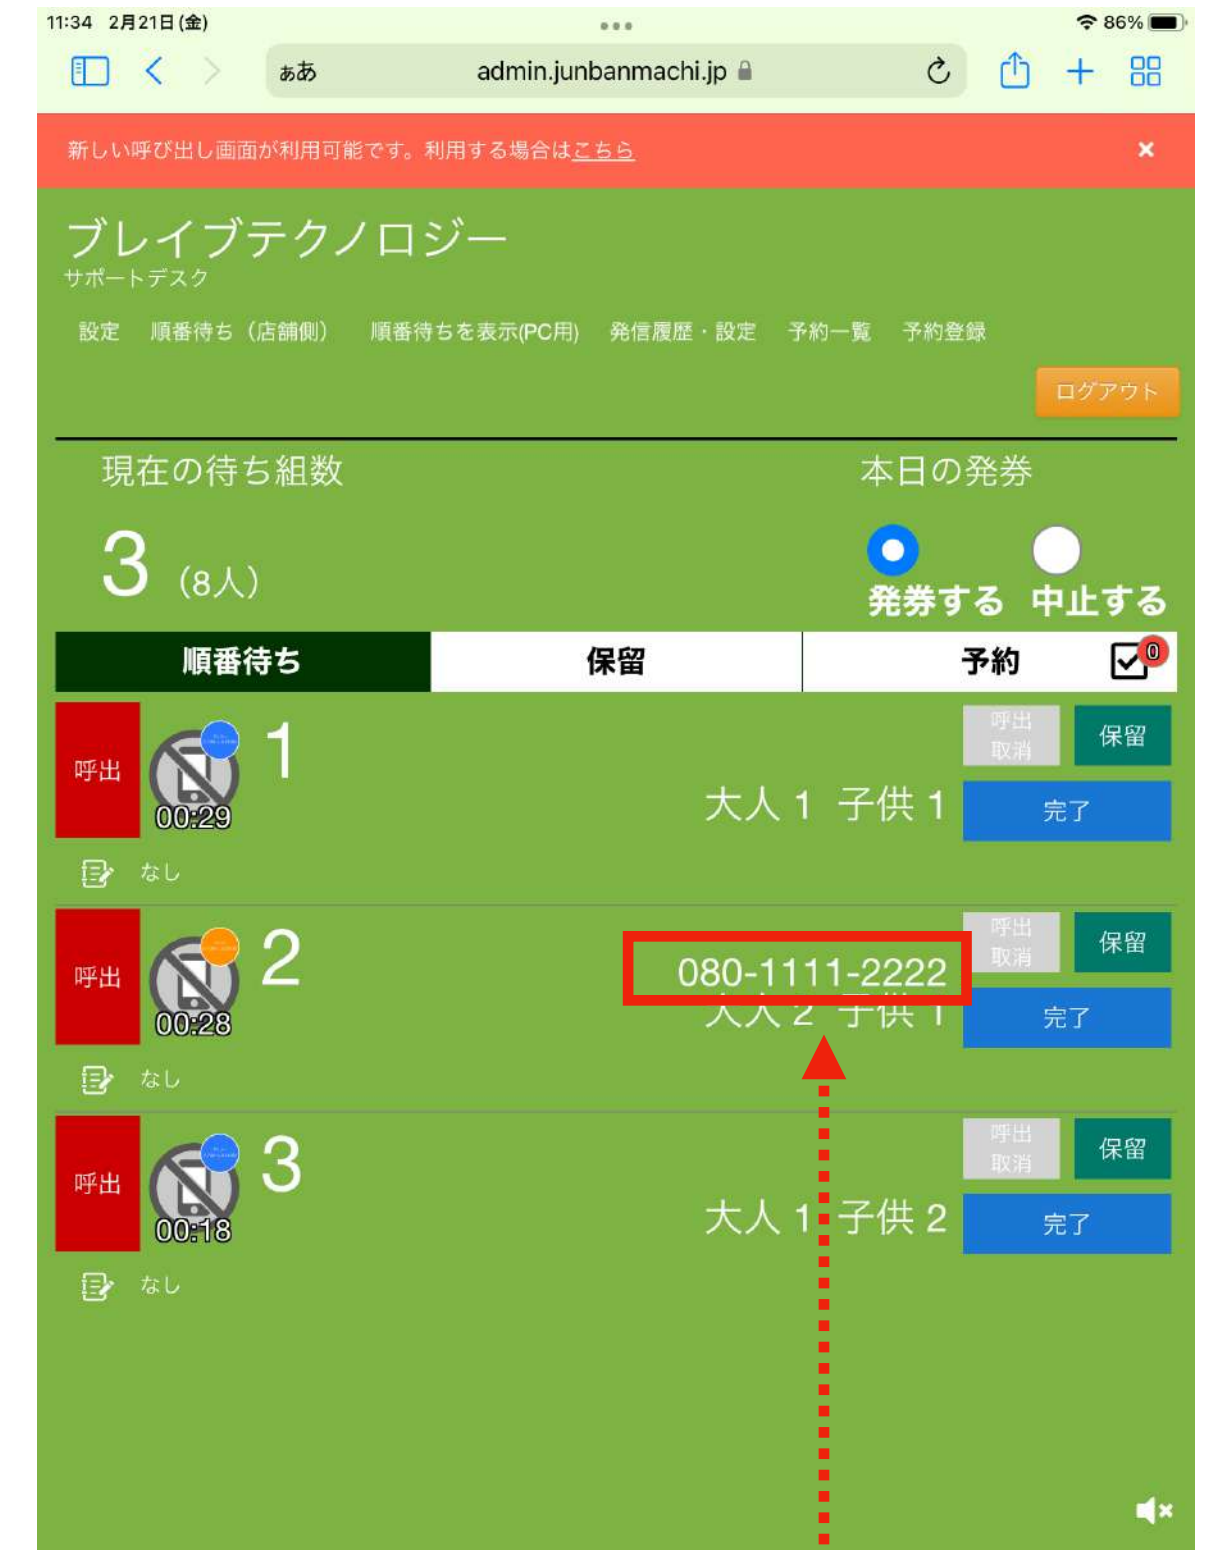 11:34 2月21日(金)
86%
ぁあ
admin.junbanmachi.jp
新しい呼び出し画面が利用可能です。利用する場合はこちら ×
ブレイブテクノロジー
サポートデスク
設定 順番待ち（店舗側） 順番待ちを表示(PC用) 発信履歴・設定 予約一覧 予約登録
ログアウト
現在の待ち組数
本日の発券
3（8人）
発券する 中止する
順番待ち 保留 予約 0
呼出 00:29 1
呼出取消 保留
大人 1 子供 1
完了
なし
呼出 00:28 2
080-1111-2222
呼出取消 保留
大人 2 子供 1
完了
なし
呼出 00:18 3
呼出取消 保留
大人 1 子供 2
完了
なし